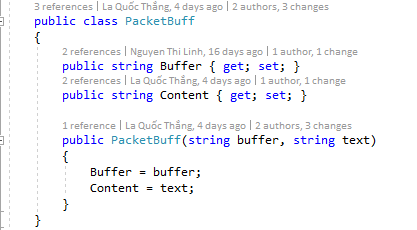 3 references | La Quốc Thắng, 4 days ago | 2 authors, 3 changes
public class PacketBuff
{
2 references | Nguyen Thi Linh, 16 days ago | 1 author, 1 change
public string Buffer { get; set; }
2 references | La Quốc Thắng, 4 days ago | 1 author, 1 change
public string Content { get; set; }
1 reference | La Quốc Thắng, 4 days ago | 2 authors, 3 changes
public PacketBuff(string buffer, string text)
{
Buffer = buffer;
Content = text;
}
}